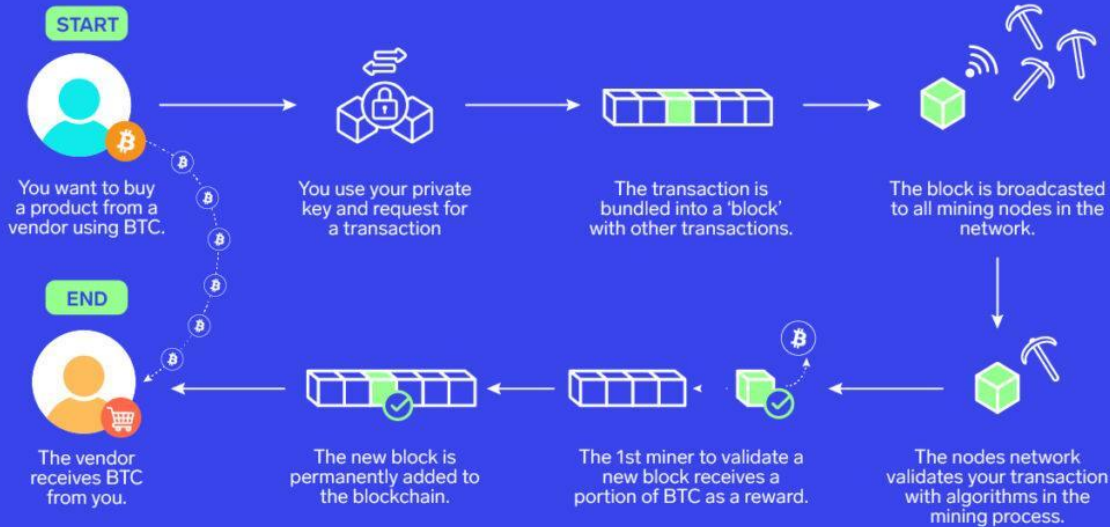 START
You want to buy
a product from a
vendor using BTC.
You use your private
key and request for
a transaction
The transaction is
bundled into a ‘block’
with other transactions.
The block is broadcasted
to all mining nodes in the
network.
The nodes network
validates your transaction
with algorithms in the
mining process.
The 1st miner to validate a
new block receives a
portion of BTC as a reward.
The new block is
permanently added to
the blockchain.
END
The vendor
receives BTC
from you.